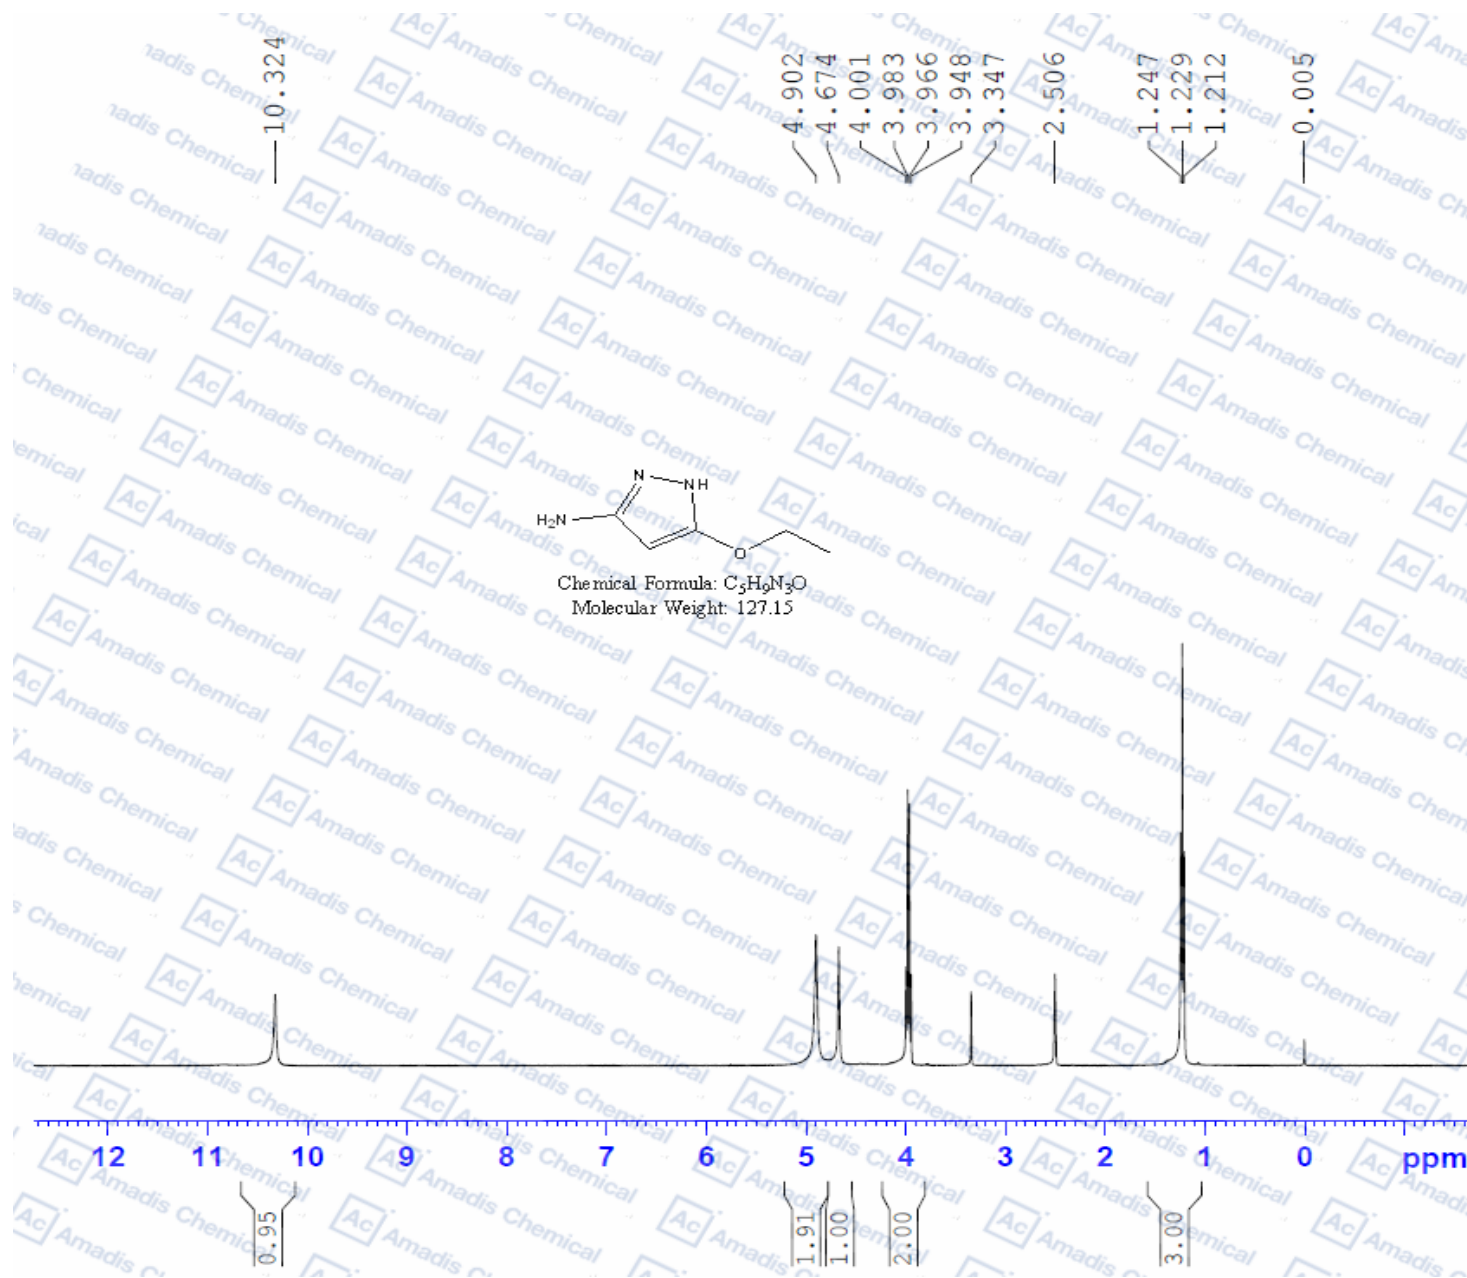 10.324
4.902
4.674
4.001
3.983
3.966
3.948
3.347
2.506
1.247
1.229
1.212
0.005
Ac Amadis Chemical
N
NH
H₂N
O
Chemical Formula: C₅H₉N₃O
Molecular Weight: 127.15
12 11 10 9 8 7 6 5 4 3 2 1 0 ppm
0.95
1.91
1.00
2.00
3.00